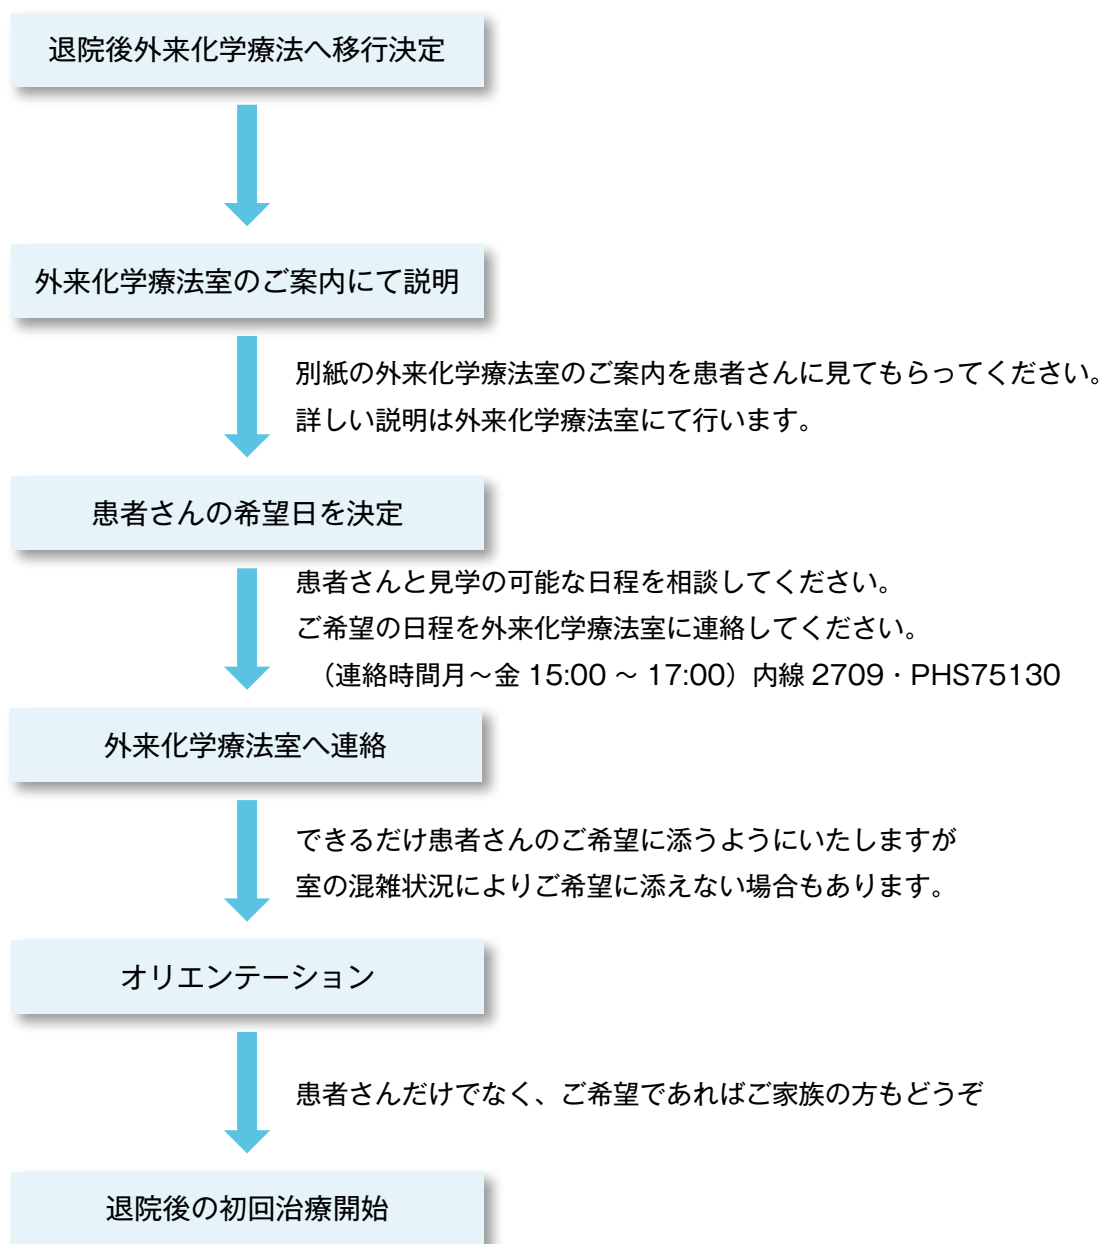 退院後外来化学療法へ移行決定
外来化学療法室のご案内にて説明
別紙の外来化学療法室のご案内を患者さんに見てもらってください。
詳しい説明は外来化学療法室にて行います。
患者さんの希望日を決定
患者さんと見学の可能な日程を相談してください。
ご希望の日程を外来化学療法室に連絡してください。
（連絡時間月～金 15:00 ～ 17:00）内線 2709・PHS75130
外来化学療法室へ連絡
できるだけ患者さんのご希望に添うようにいたしますが
室の混雑状況によりご希望に添えない場合もあります。
オリエンテーション
患者さんだけでなく、ご希望であればご家族の方もどうぞ
退院後の初回治療開始